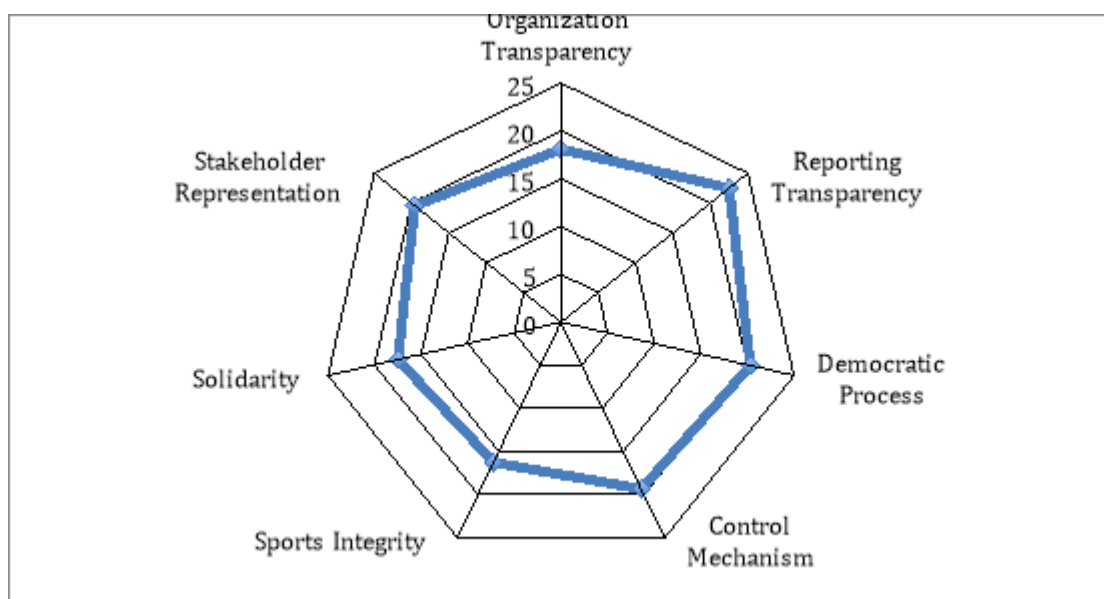 Organization
Transparency
25
20
15
10
5
0
Reporting
Transparency
Democratic
Process
Control
Mechanism
Sports Integrity
Solidarity
Stakeholder
Representation